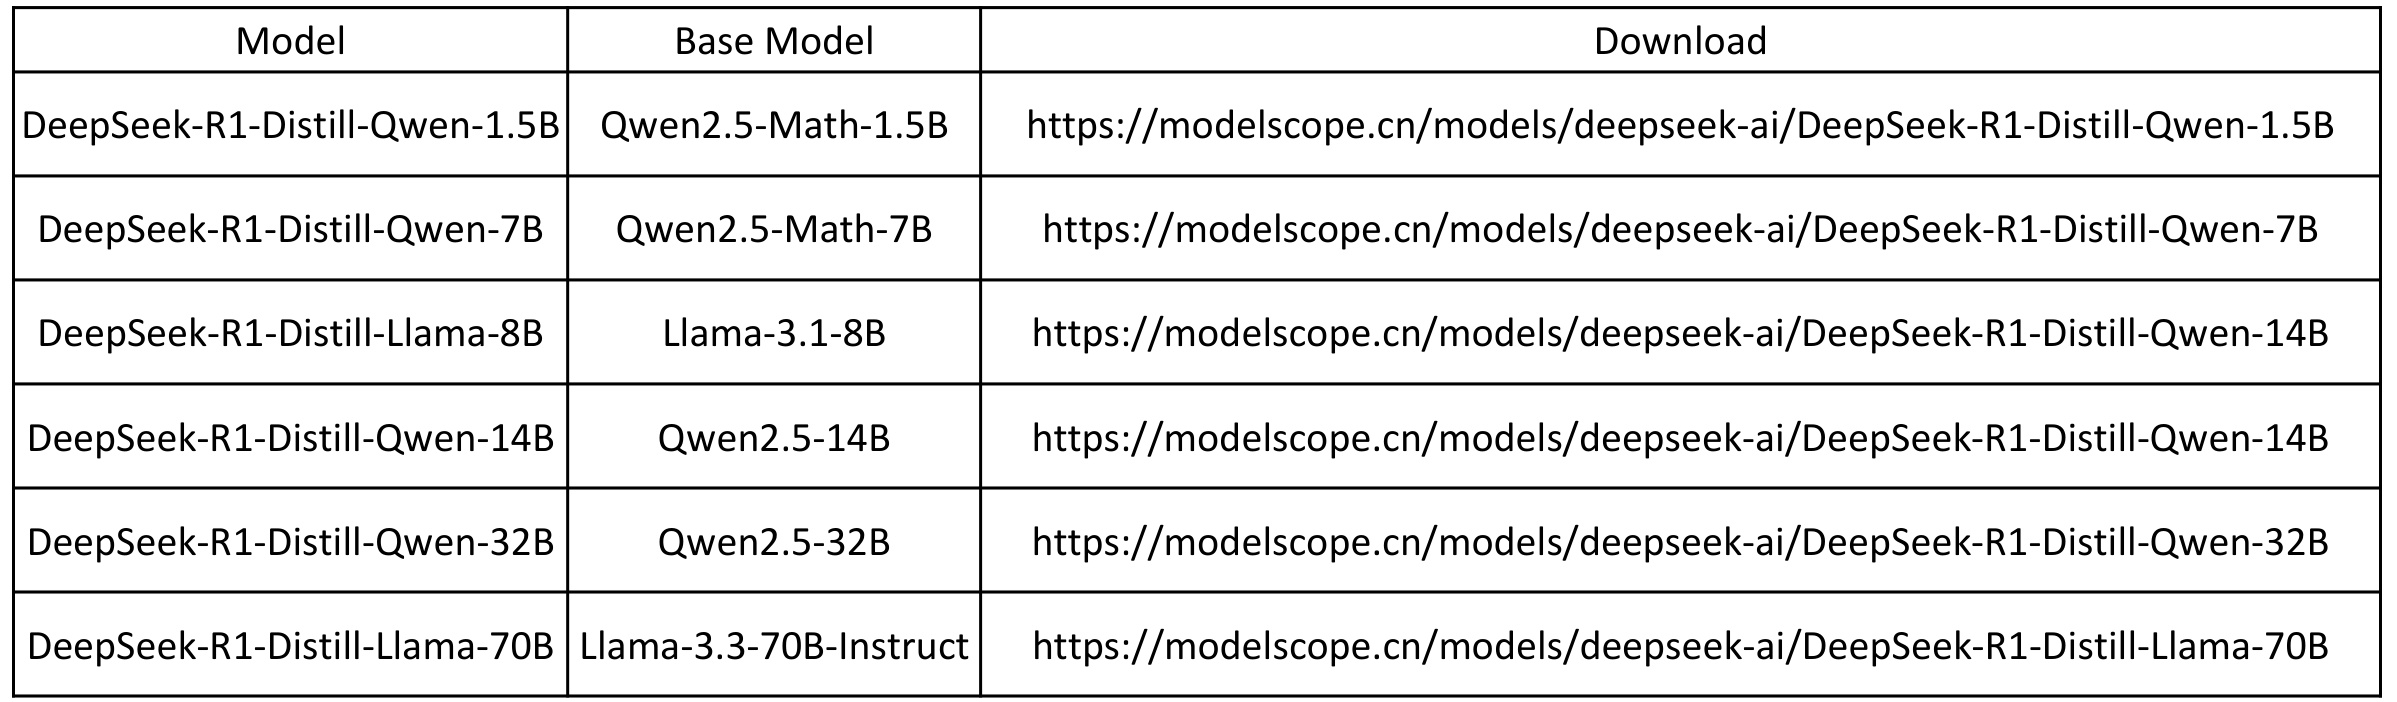 Model Base Model Download
DeepSeek-R1-Distill-Qwen-1.5B Qwen2.5-Math-1.5B https://modelscope.cn/models/deepseek-ai/DeepSeek-R1-Distill-Qwen-1.5B
DeepSeek-R1-Distill-Qwen-7B Qwen2.5-Math-7B https://modelscope.cn/models/deepseek-ai/DeepSeek-R1-Distill-Qwen-7B
DeepSeek-R1-Distill-Llama-8B Llama-3.1-8B https://modelscope.cn/models/deepseek-ai/DeepSeek-R1-Distill-Qwen-14B
DeepSeek-R1-Distill-Qwen-14B Qwen2.5-14B https://modelscope.cn/models/deepseek-ai/DeepSeek-R1-Distill-Qwen-14B
DeepSeek-R1-Distill-Qwen-32B Qwen2.5-32B https://modelscope.cn/models/deepseek-ai/DeepSeek-R1-Distill-Qwen-32B
DeepSeek-R1-Distill-Llama-70B Llama-3.3-70B-Instruct https://modelscope.cn/models/deepseek-ai/DeepSeek-R1-Distill-Llama-70B